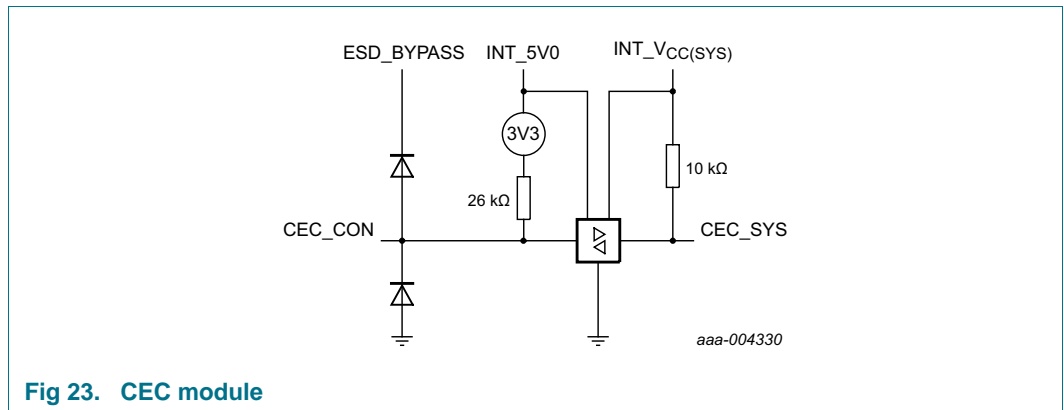 ESD_BYPASS INT_5V0 INT_VCC(SYS)
3V3
10 kΩ
26 kΩ
CEC_CON CEC_SYS
aaa-004330
Fig 23. CEC module